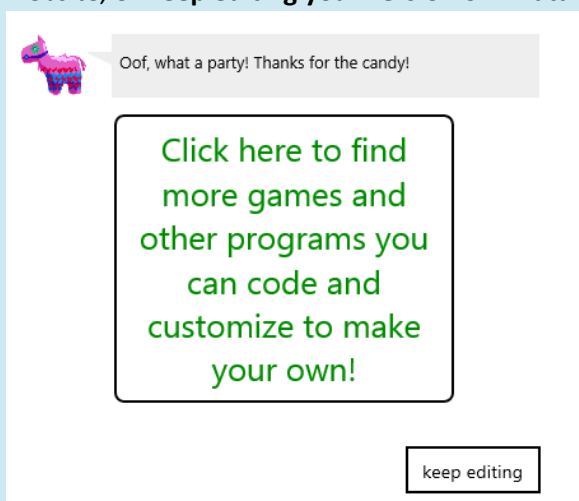 Oof, what a party! Thanks for the candy!
Click here to find
more games and
other programs you
can code and
customize to make
your own!
keep editing